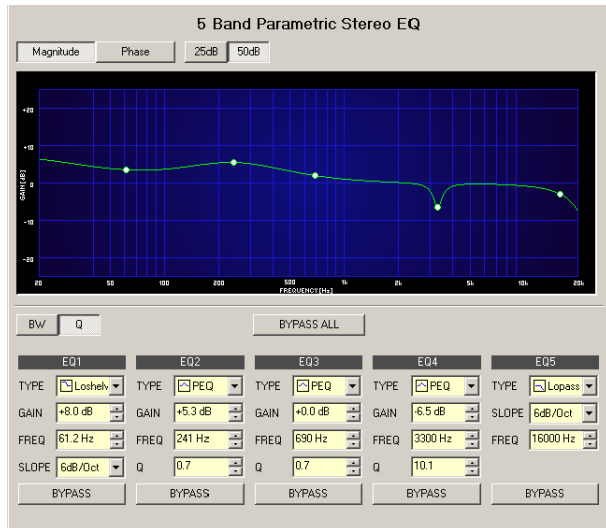 5 Band Parametric Stereo EQ
Magnitude Phase 25dB 50dB
+20
+10
0
-10
-20
GAIN[dB]
20 50 100 200 500 1k 2k 5k 10k 20k
FREQUENCY[Hz]
BW Q BYPASS ALL
EQ1 EQ2 EQ3 EQ4 EQ5
TYPE Loshelv TYPE PEQ TYPE PEQ TYPE PEQ TYPE Lopass
GAIN +8.0 dB GAIN +5.3 dB GAIN +0.0 dB GAIN -6.5 dB SLOPE 6dB/Oct
FREQ 61.2 Hz FREQ 241 Hz FREQ 690 Hz FREQ 3300 Hz FREQ 16000 Hz
SLOPE 6dB/Oct Q 0.7 Q 0.7 Q 10.1
BYPASS BYPASS BYPASS BYPASS BYPASS